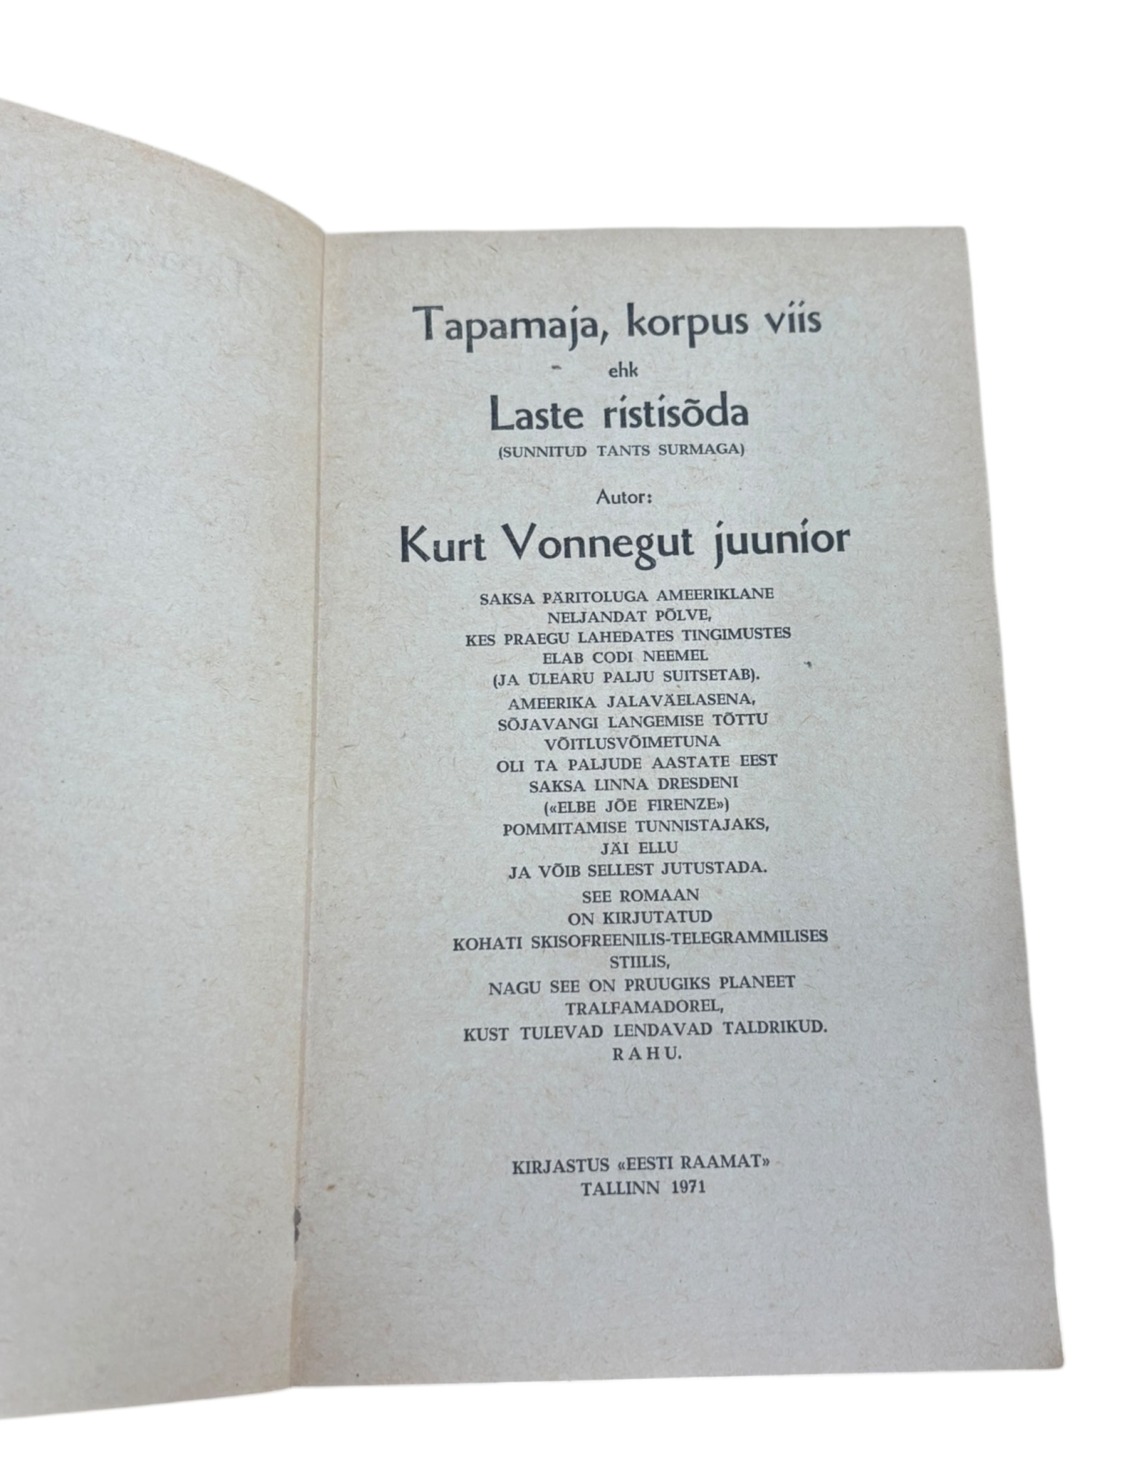 Tapamaja, korpus viis
ehk
Laste ristisõda
(SUNNITUD TANTS SURMAGA)
Autor:
Kurt Vonnegut juunior
SAKSA PÄRITOLUGA AMEERIKLANE
NELJANDAT PÕLVE,
KES PRAEGU LAHEDATES TINGIMUSTES
ELAB CODI NEEMEL
(JA ÜLEARU PALJU SUITSETAB).
AMEERIKA JALAVÄELASENA,
SÕJAVANGI LANGEMISE TÕTTU
VÕITLUSVÕIMETUNA
OLI TA PALJUDE AASTATE EEST
SAKSA LINNA DRESDENI
(«ELBE JÕE FIRENZE»)
POMMITAMISE TUNNISTAJAKS,
JÄI ELLU
JA VÕIB SELLEST JUTUSTADA.
SEE ROMAAN
ON KIRJUTATUD
KOHATI SKISOFREENILIS-TELEGRAMMILISES
STIILIS,
NAGU SEE ON PRUUGIKS PLANEET
TRALFAMADOREL,
KUST TULEVAD LENDAVAD TALDRIKUD.
RAHU.
KIRJASTUS «EESTI RAAMAT»
TALLINN 1971